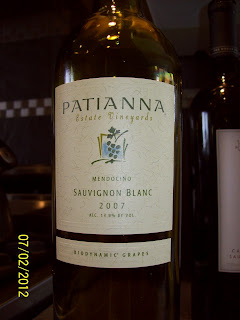 PATIANNA
Estate Vineyards
MENDOCINO
SAUVIGNON BLANC
2007
BIODYNAMIC GRAPES
07/02/2012